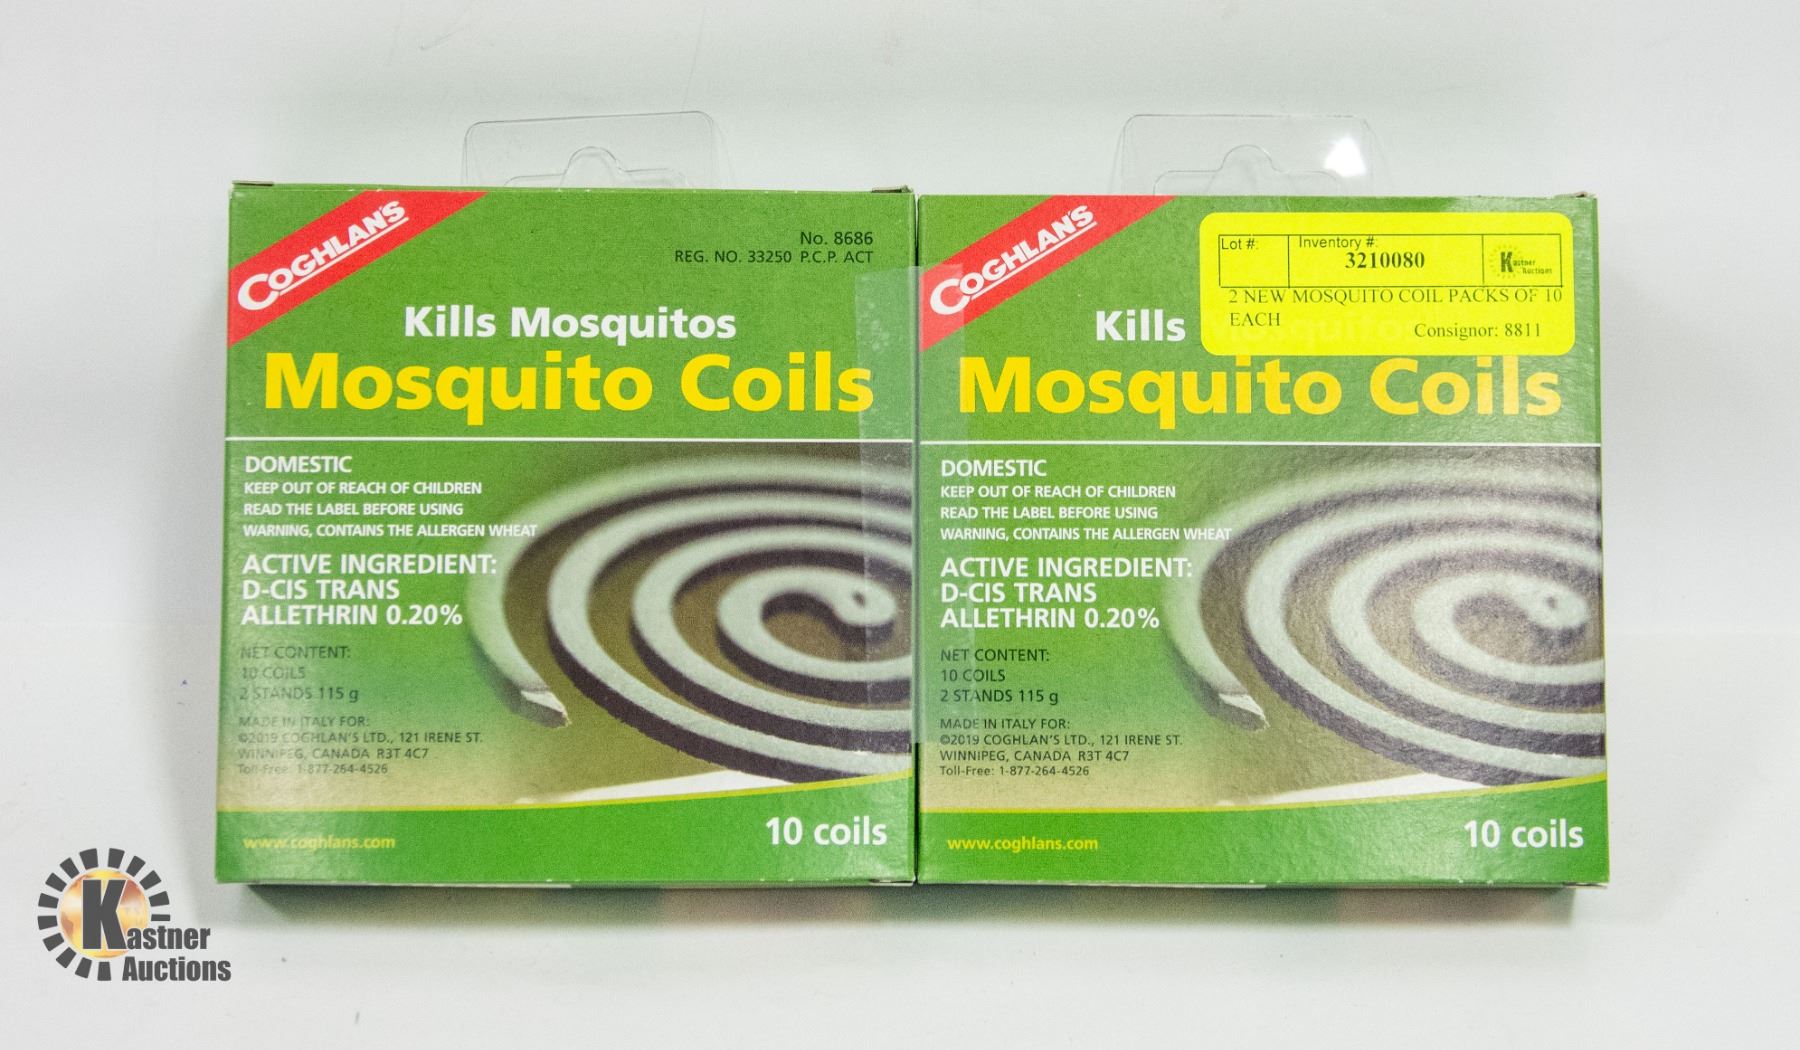 COGHLAN'S
No. 8686
REG. NO. 33250 P.C.P. ACT
Kills Mosquitos
Mosquito Coils
DOMESTIC
KEEP OUT OF REACH OF CHILDREN
READ THE LABEL BEFORE USING
WARNING, CONTAINS THE ALLERGEN WHEAT
ACTIVE INGREDIENT:
D-CIS TRANS
ALLETHRIN 0.20%
NET CONTENT:
10 COILS
2 STANDS 115 g
MADE IN ITALY FOR:
©2019 COGHLAN'S LTD., 121 IRENE ST.
WINNIPEG, CANADA R3T 4C7
Toll-Free: 1-877-264-4526
www.coghlans.com
10 coils
COGHLAN'S
Lot #:
Inventory #:
3210080
Kastner
Auctions
2 NEW MOSQUITO COIL PACKS OF 10
EACH
Consignor: 8811
Kills Mosquitos
Mosquito Coils
DOMESTIC
KEEP OUT OF REACH OF CHILDREN
READ THE LABEL BEFORE USING
WARNING, CONTAINS THE ALLERGEN WHEAT
ACTIVE INGREDIENT:
D-CIS TRANS
ALLETHRIN 0.20%
NET CONTENT:
10 COILS
2 STANDS 115 g
MADE IN ITALY FOR:
©2019 COGHLAN'S LTD., 121 IRENE ST.
WINNIPEG, CANADA R3T 4C7
Toll-Free: 1-877-264-4526
www.coghlans.com
10 coils
Kastner
Auctions